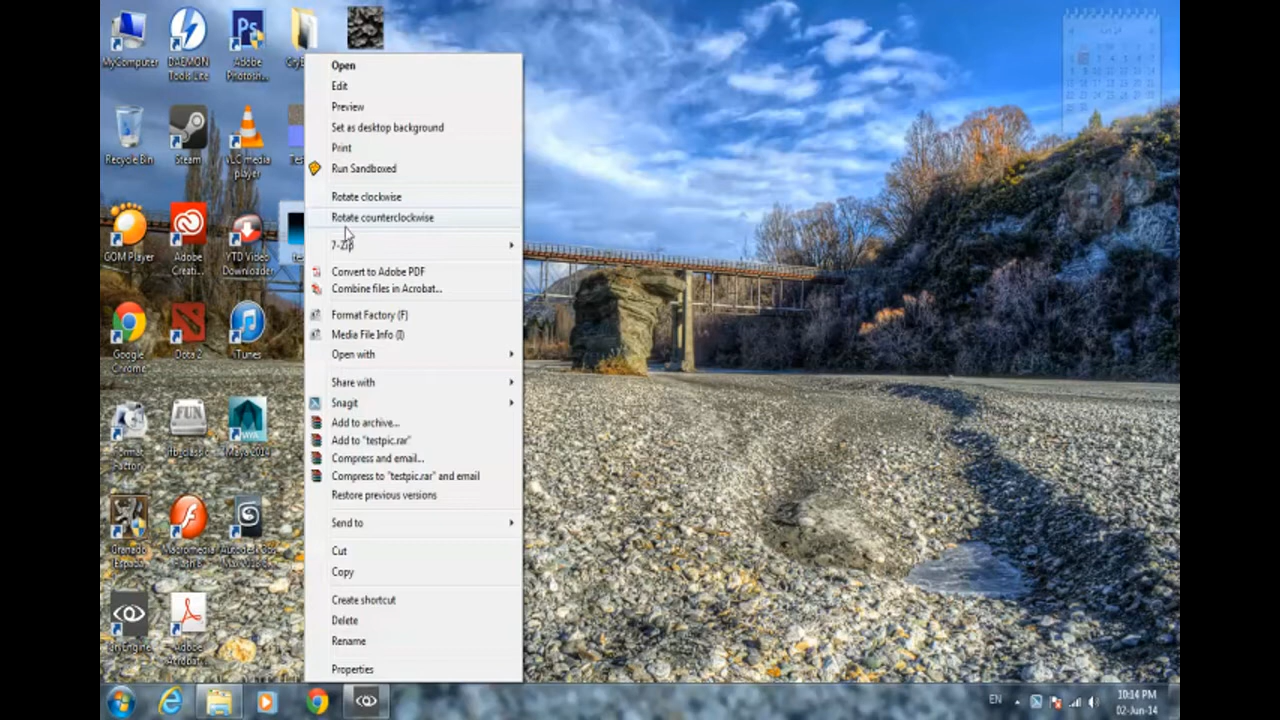 MyComputer
DAEMON Tools Lite
Adobe Photosh...
Recycle Bin
Steam
VLC media player
GOM Player
Adobe Creati...
YTD Video Downloader
Google Chrome
Dota 2
iTunes
Format Factory
FUN
fb_classic
Maya 2014
Granado Espada
Macromedia Flash 8
Adobe Acrobat...
Open
Edit
Preview
Set as desktop background
Print
Run Sandboxed
Rotate clockwise
Rotate counterclockwise
7-Zip
Convert to Adobe PDF
Combine files in Acrobat...
Format Factory (F)
Media File Info (I)
Open with
Share with
Snagit
Add to archive...
Add to "testpic.rar"
Compress and email...
Compress to "testpic.rar" and email
Restore previous versions
Send to
Cut
Copy
Create shortcut
Delete
Rename
Properties
EN
10:14 PM
02-Jun-14